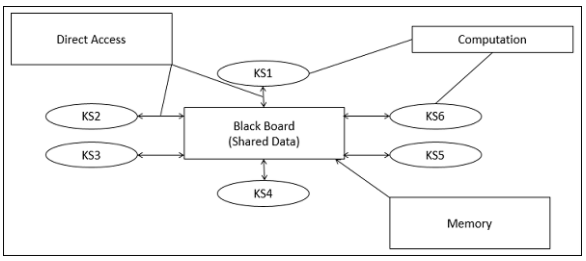 Direct Access
Computation
KS1
KS2
KS6
Black Board
(Shared Data)
KS3
KS5
KS4
Memory